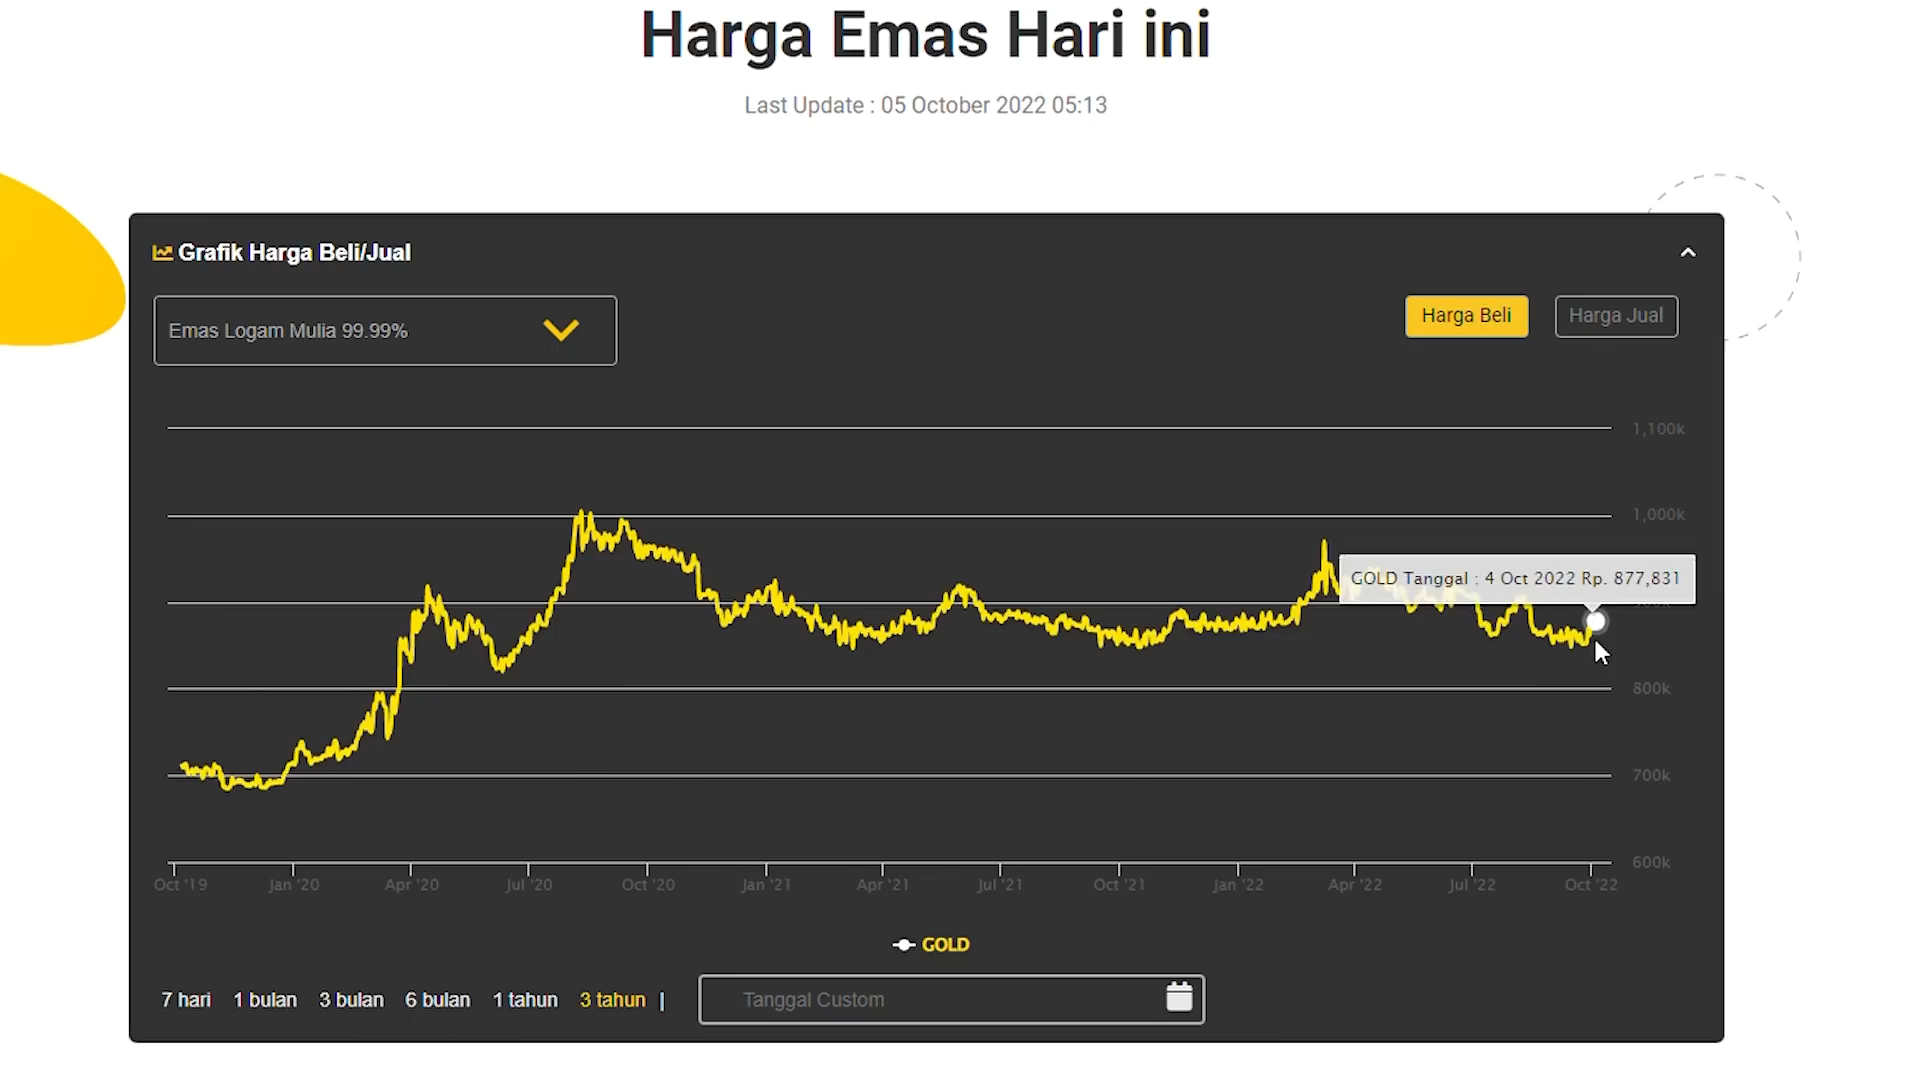 Harga Emas Hari ini
Last Update : 05 October 2022 05:13
Grafik Harga Beli/Jual
Emas Logam Mulia 99.99%
Harga Beli
Harga Jual
1,100k
1,000k
GOLD Tanggal : 4 Oct 2022 Rp. 877,831
800k
700k
600k
Oct '19 Jan '20 Apr '20 Jul '20 Oct '20 Jan '21 Apr '21 Jul '21 Oct '21 Jan '22 Apr '22 Jul '22 Oct '22
GOLD
7 hari 1 bulan 3 bulan 6 bulan 1 tahun 3 tahun |
Tanggal Custom